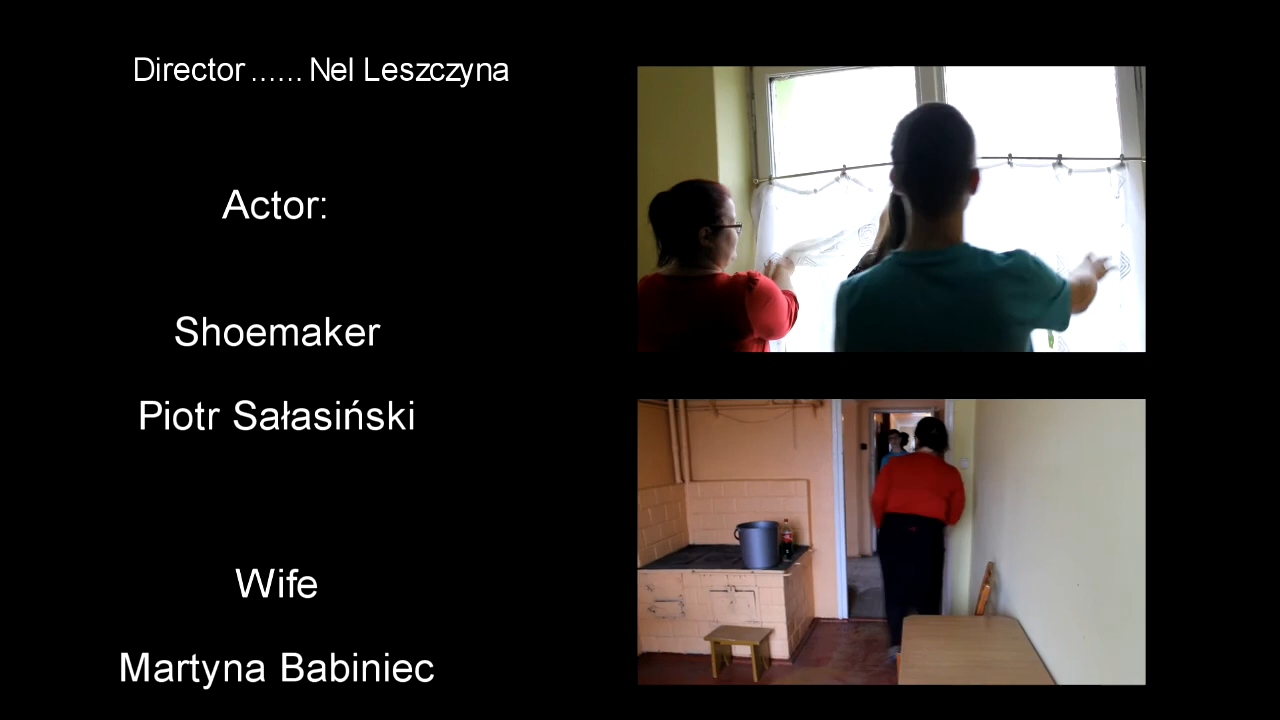 Director ...... Nel Leszczyna
Actor:
Shoemaker
Piotr Sałasiński
Wife
Martyna Babiniec